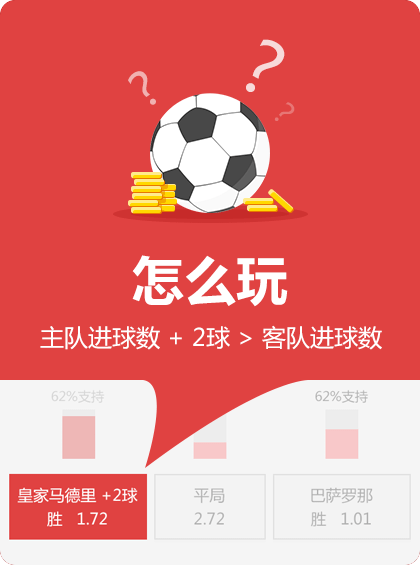 怎么玩
主队进球数 + 2球 > 客队进球数
62%支持 62%支持
皇家马德里 +2球 平局 巴萨罗那
胜 1.72 2.72 胜 1.01